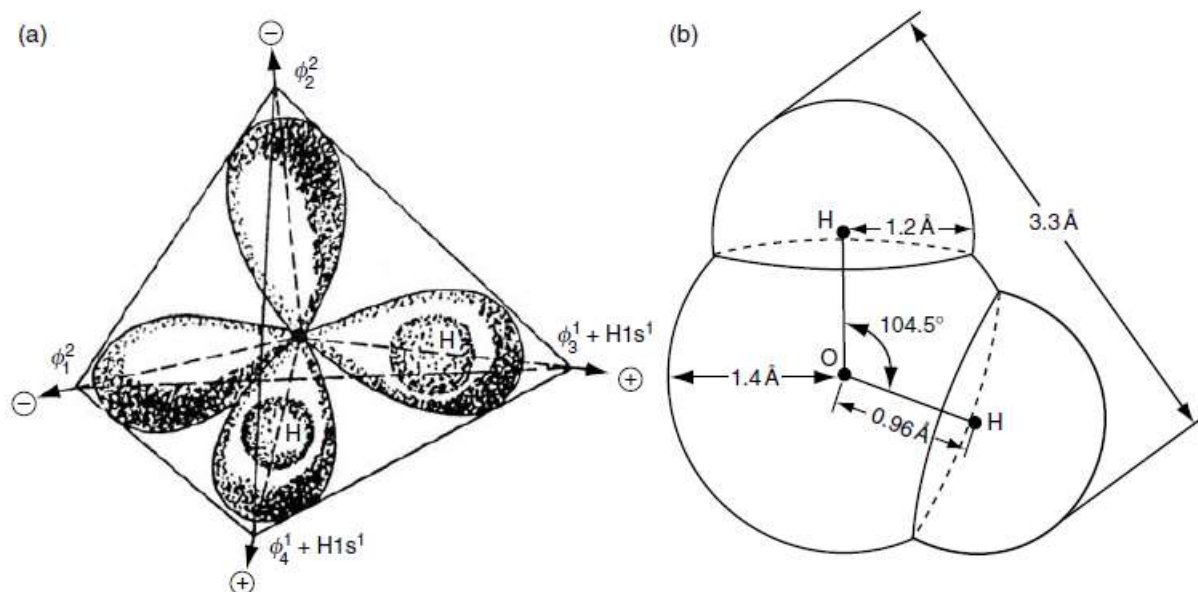 (a)
⊖
ϕ₂²
H
ϕ₃¹ + H1s¹
⊕
ϕ₁²
⊖
H
ϕ₄¹ + H1s¹
⊕
(b)
H
1.2 Å
3.3 Å
104.5°
O
1.4 Å
0.96 Å
H